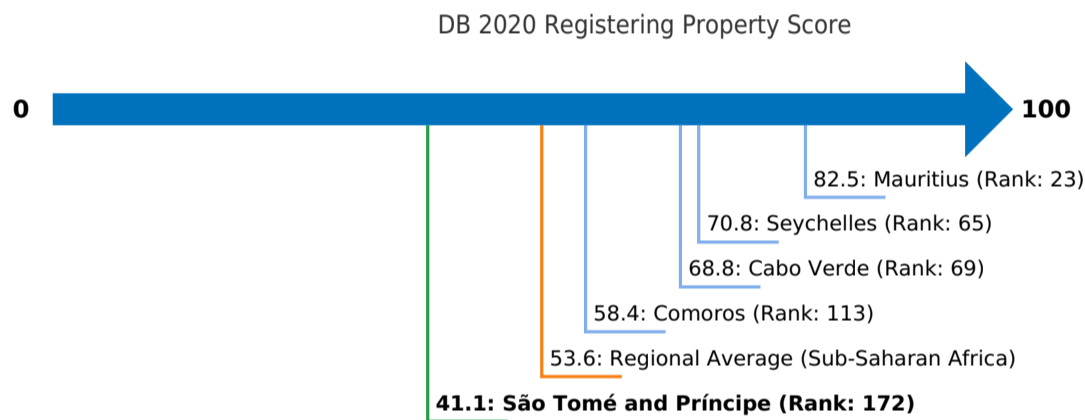 DB 2020 Registering Property Score
0
100
82.5: Mauritius (Rank: 23)
70.8: Seychelles (Rank: 65)
68.8: Cabo Verde (Rank: 69)
58.4: Comoros (Rank: 113)
53.6: Regional Average (Sub-Saharan Africa)
41.1: São Tomé and Príncipe (Rank: 172)